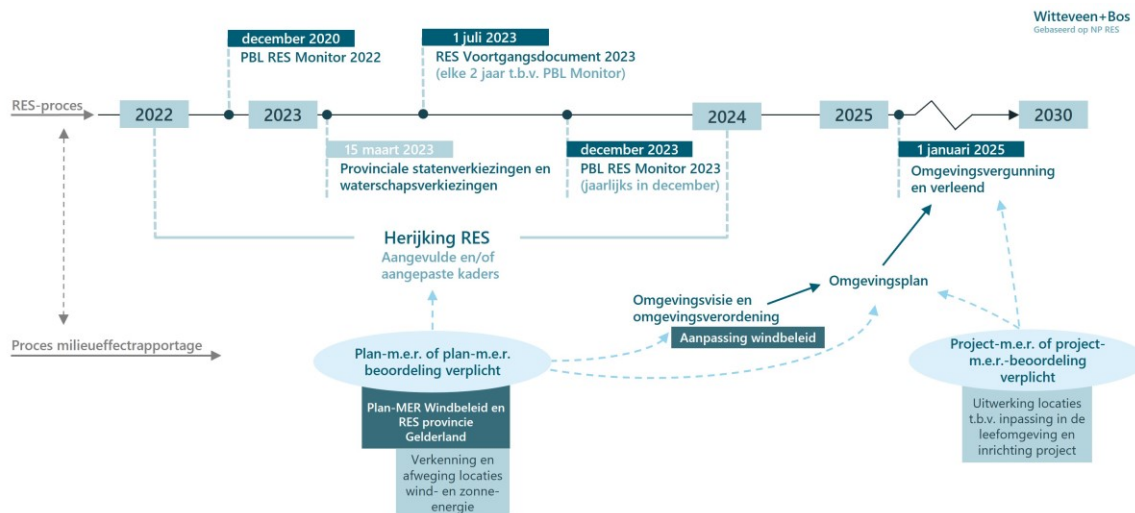 Witteveen+Bos
Gebaseerd op NP RES
december 2020
PBL RES Monitor 2022
1 juli 2023
RES Voortgangsdocument 2023
(elke 2 jaar t.b.v. PBL Monitor)
RES-proces
2022
2023
2024
2025
2030
15 maart 2023
Provinciale statenverkiezingen en
waterschapsverkiezingen
december 2023
PBL RES Monitor 2023
(jaarlijks in december)
1 januari 2025
Omgevingsvergunning
en verleend
Herijking RES
Aangevulde en/of
aangepaste kaders
Omgevingsplan
Omgevingsvisie en
omgevingsverordening
Aanpassing windbeleid
Proces milieueffectrapportage
Plan-m.e.r. of plan-m.e.r.
beoordeling verplicht
Plan-MER Windbeleid en
RES provincie
Gelderland
Verkenning en
afweging locaties
wind- en zonne-
energie
Project-m.e.r. of project-
m.e.r.-beoordeling
verplicht
Uitwerking locaties
t.b.v. inpassing in de
leefomgeving en
inrichting project